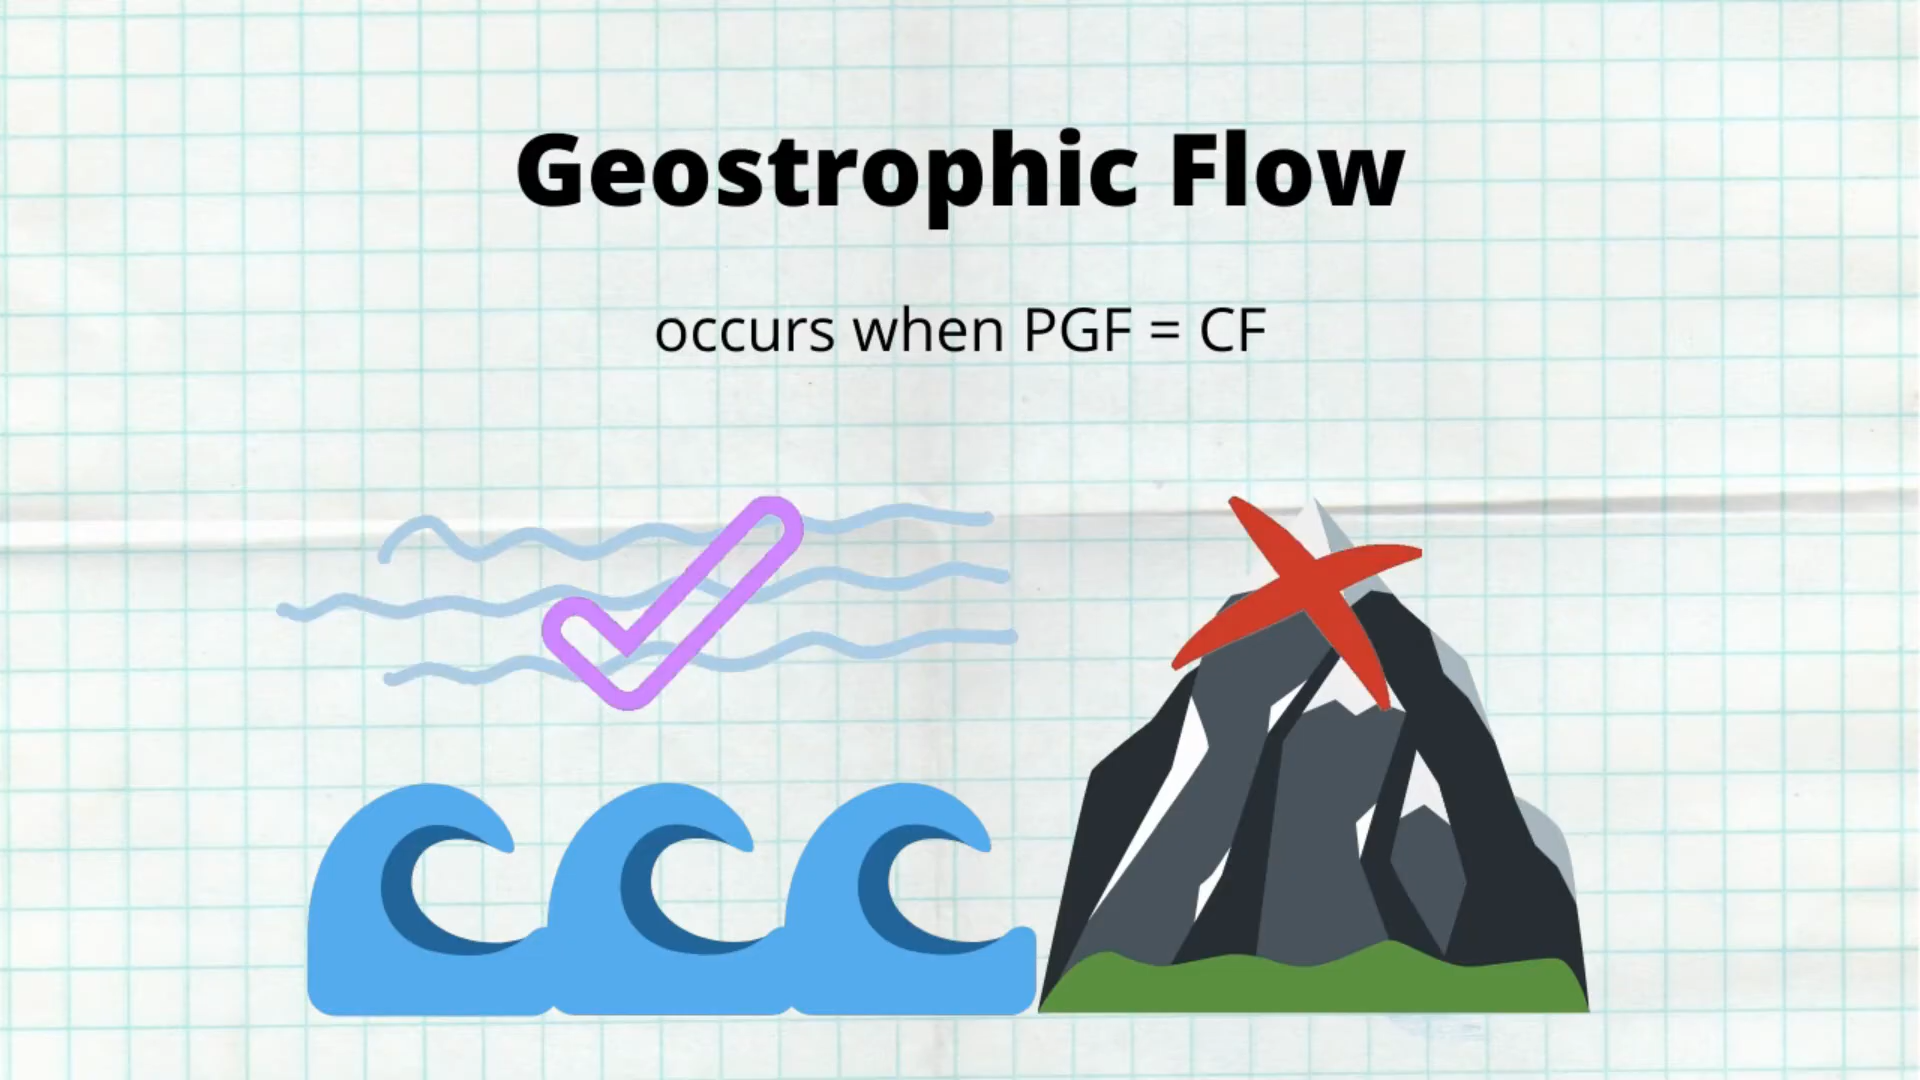 Geostrophic Flow
occurs when PGF = CF